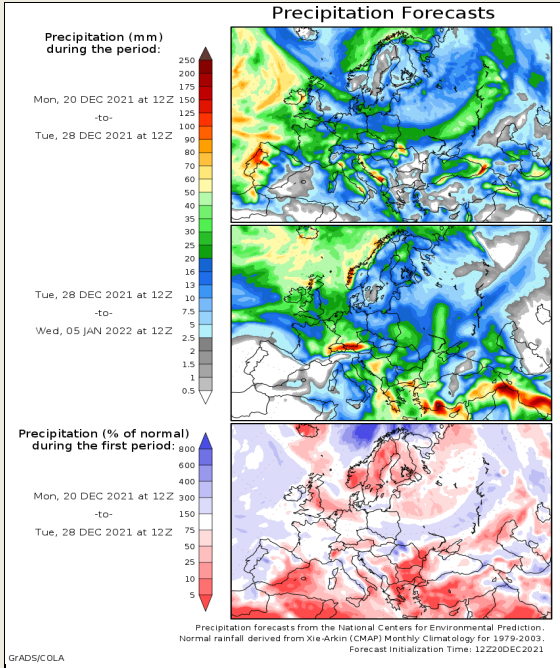 Precipitation Forecasts
Precipitation (mm)
during the period:
Mon, 20 DEC 2021 at 12Z
-to-
Tue, 28 DEC 2021 at 12Z
250
200
175
150
125
100
90
80
70
60
50
40
35
30
25
20
16
13
10
7.5
5
2.5
2
1.5
1
0.5
Tue, 28 DEC 2021 at 12Z
-to-
Wed, 05 JAN 2022 at 12Z
Precipitation (% of normal)
during the first period:
Mon, 20 DEC 2021 at 12Z
-to-
Tue, 28 DEC 2021 at 12Z
800
600
400
300
150
75
50
25
10
5
Precipitation forecasts from the National Centers for Environmental Prediction.
Normal rainfall derived from Xie-Arkin (CMAP) Monthly Climatology for 1979-2003.
Forecast Initialization Time: 12Z20DEC2021
GrADS/COLA